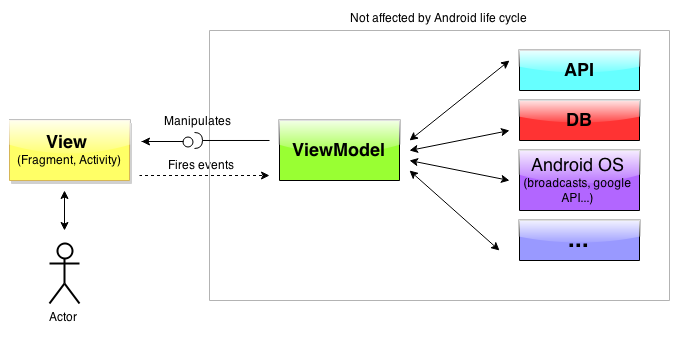 Not affected by Android life cycle
API
DB
Manipulates
View
(Fragment, Activity)
ViewModel
Fires events
Android OS
(broadcasts, google
API...)
...
Actor